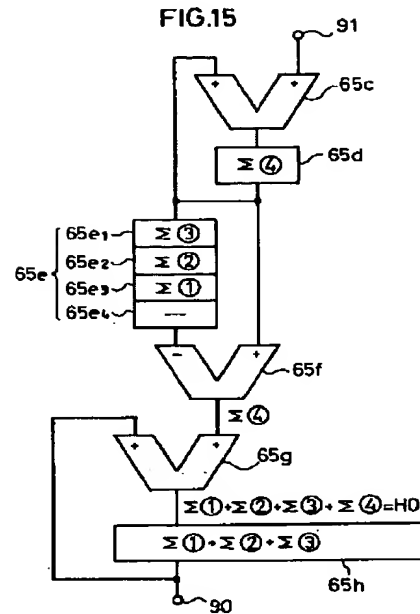 FIG.15
91
+ +
65c
Σ④
65d
65e
65e1 Σ③
65e2 Σ②
65e3 Σ①
65e4 —
− +
65f
Σ④
+ +
65g
Σ①+Σ②+Σ③+Σ④=HO
Σ①+Σ②+Σ③
65h
90